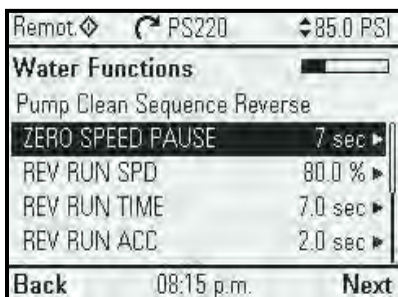 Remot. PS220 85.0 PSI
Water Functions
Pump Clean Sequence Reverse
ZERO SPEED PAUSE 7 sec
REV RUN SPD 80.0 %
REV RUN TIME 7.0 sec
REV RUN ACC 2.0 sec
Back 08:15 p.m. Next